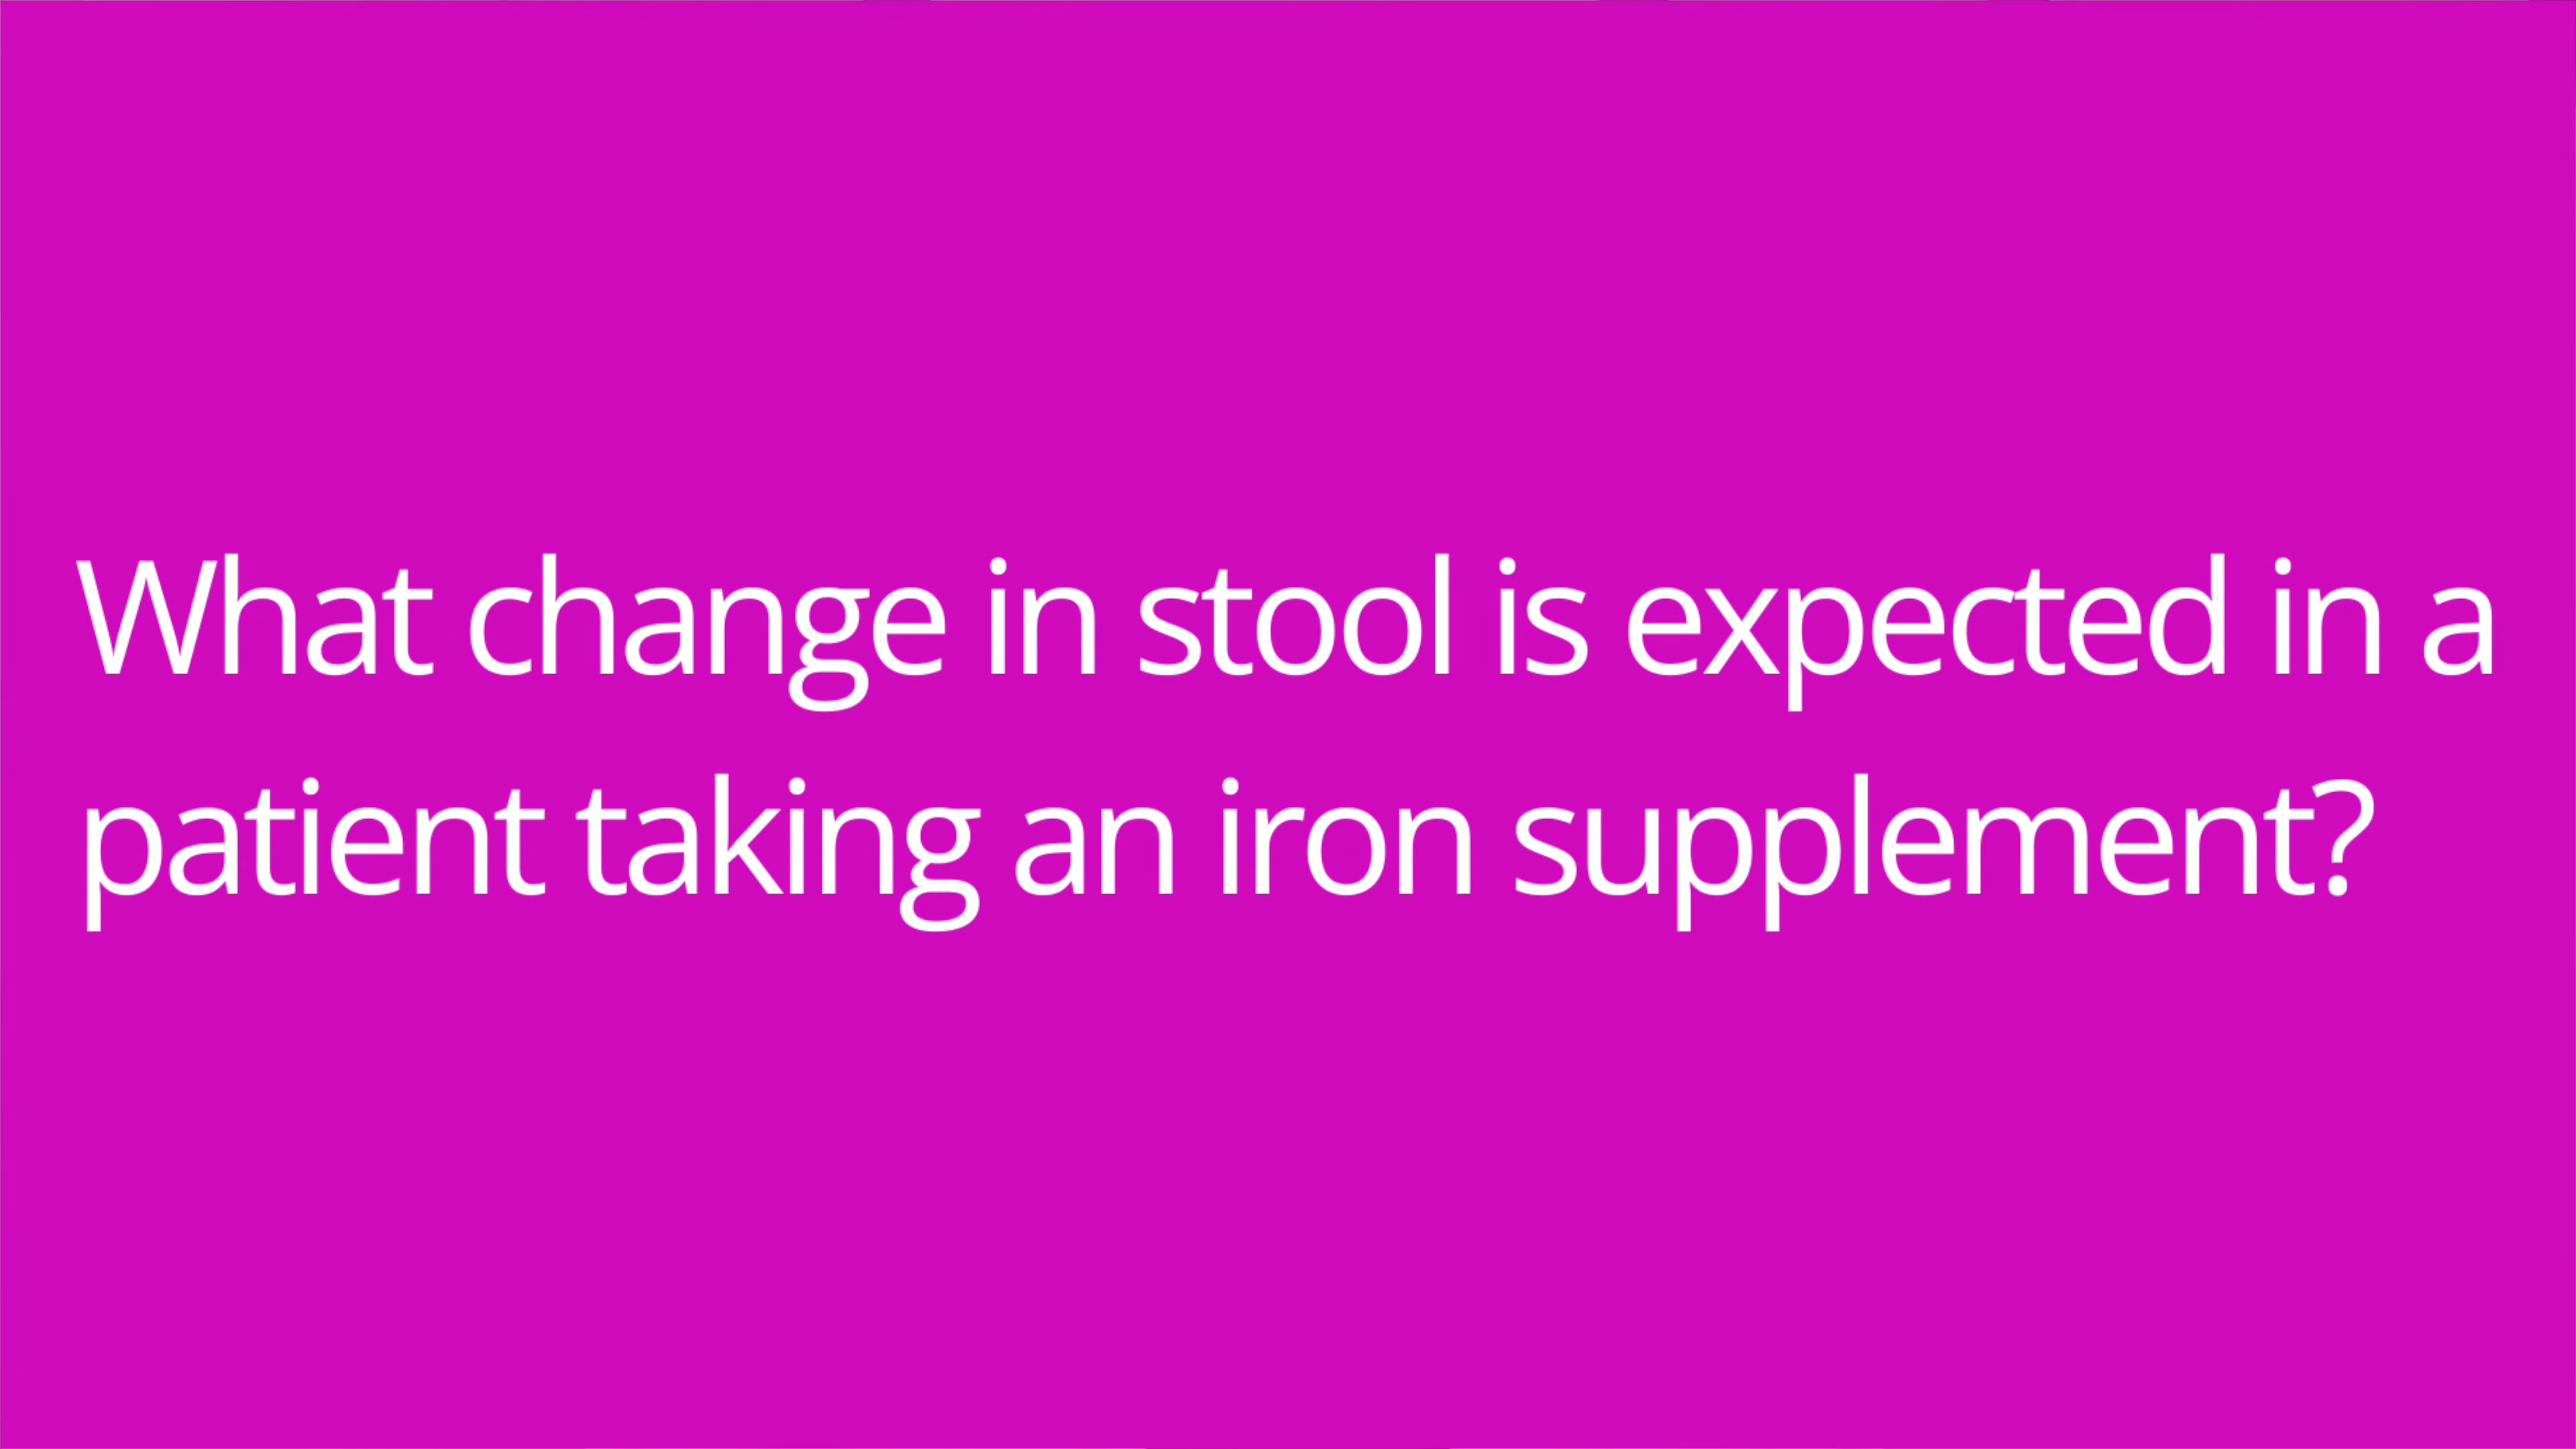 What change in stool is expected in a
patient taking an iron supplement?